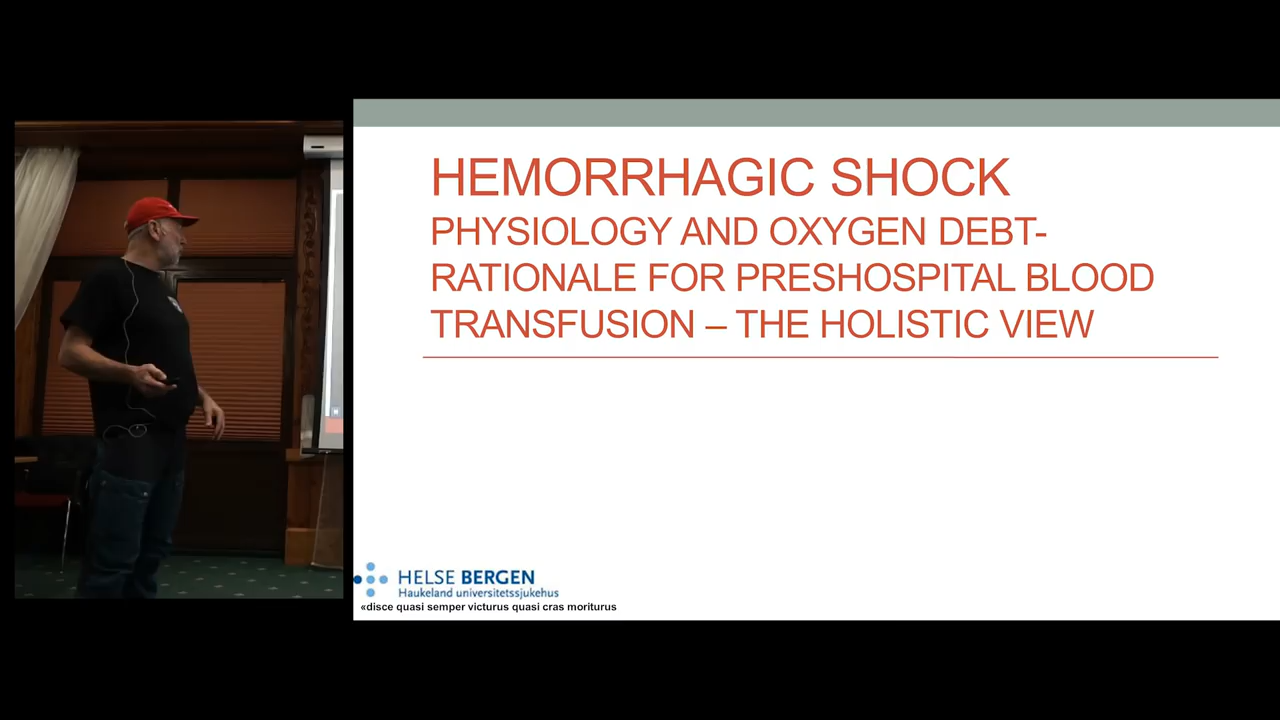 HEMORRHAGIC SHOCK
PHYSIOLOGY AND OXYGEN DEBT-
RATIONALE FOR PRESHOSPITAL BLOOD
TRANSFUSION – THE HOLISTIC VIEW
HELSE BERGEN
Haukeland universitetssjukehus
«disce quasi semper victurus quasi cras moriturus